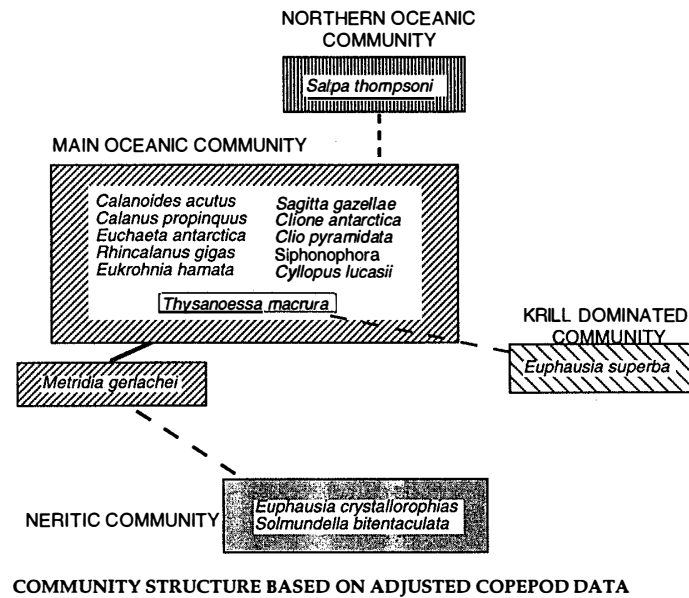 NORTHERN OCEANIC
COMMUNITY
Salpa thompsoni
MAIN OCEANIC COMMUNITY
Calanoides acutus
Calanus propinquus
Euchaeta antarctica
Rhincalanus gigas
Eukrohnia hamata
Sagitta gazellae
Clione antarctica
Clio pyramidata
Siphonophora
Cyllopus lucasii
Thysanoessa macrura
KRILL DOMINATED
COMMUNITY
Euphausia superba
Metridia gerlachei
NERITIC COMMUNITY
Euphausia crystallorophias
Solmundella bitentaculata
COMMUNITY STRUCTURE BASED ON ADJUSTED COPEPOD DATA